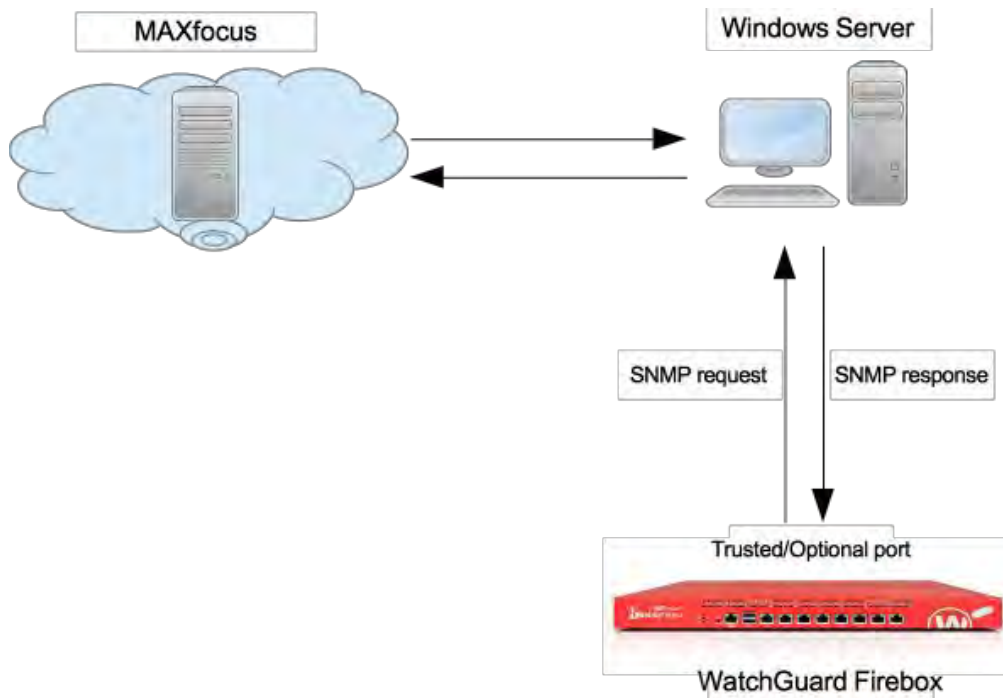 MAXfocus
Windows Server
SNMP request
SNMP response
Trusted/Optional port
WatchGuard Firebox